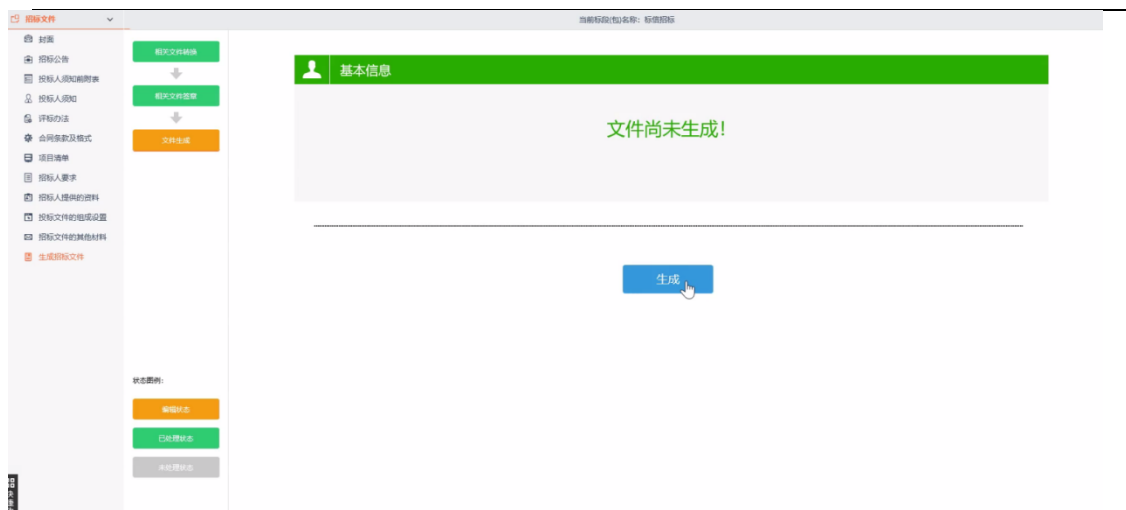 招标文件
当前标段(包)名称：标信招标
封面
招标公告
投标人须知前附表
投标人须知
评标办法
合同条款及格式
项目清单
招标人要求
招标人提供的资料
投标文件的组成设置
招标文件的其他材料
生成招标文件
相关文件转换
相关文件签章
文件生成
状态图例：
编辑状态
已处理状态
未处理状态
基本信息
文件尚未生成！
生成